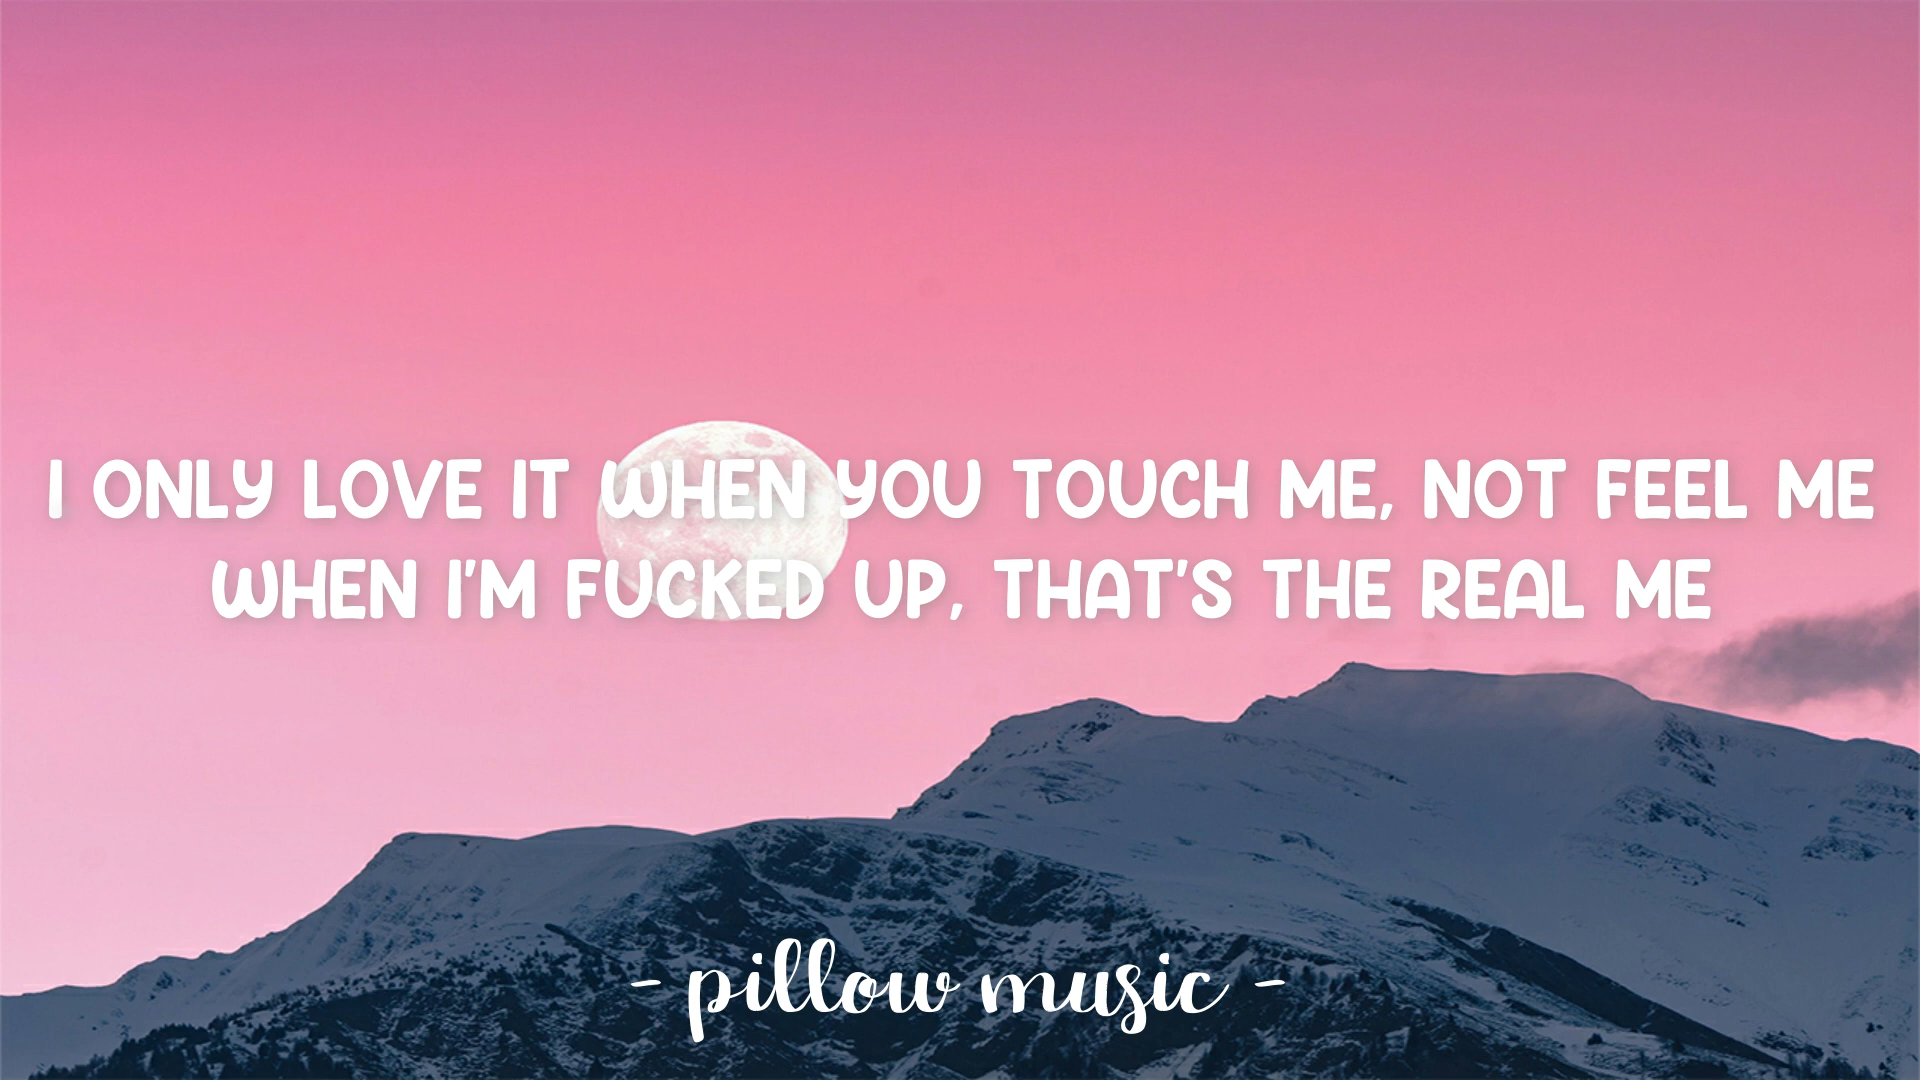 I ONLY LOVE IT WHEN YOU TOUCH ME, NOT FEEL ME
WHEN I'M FUCKED UP, THAT'S THE REAL ME
- pillow music -